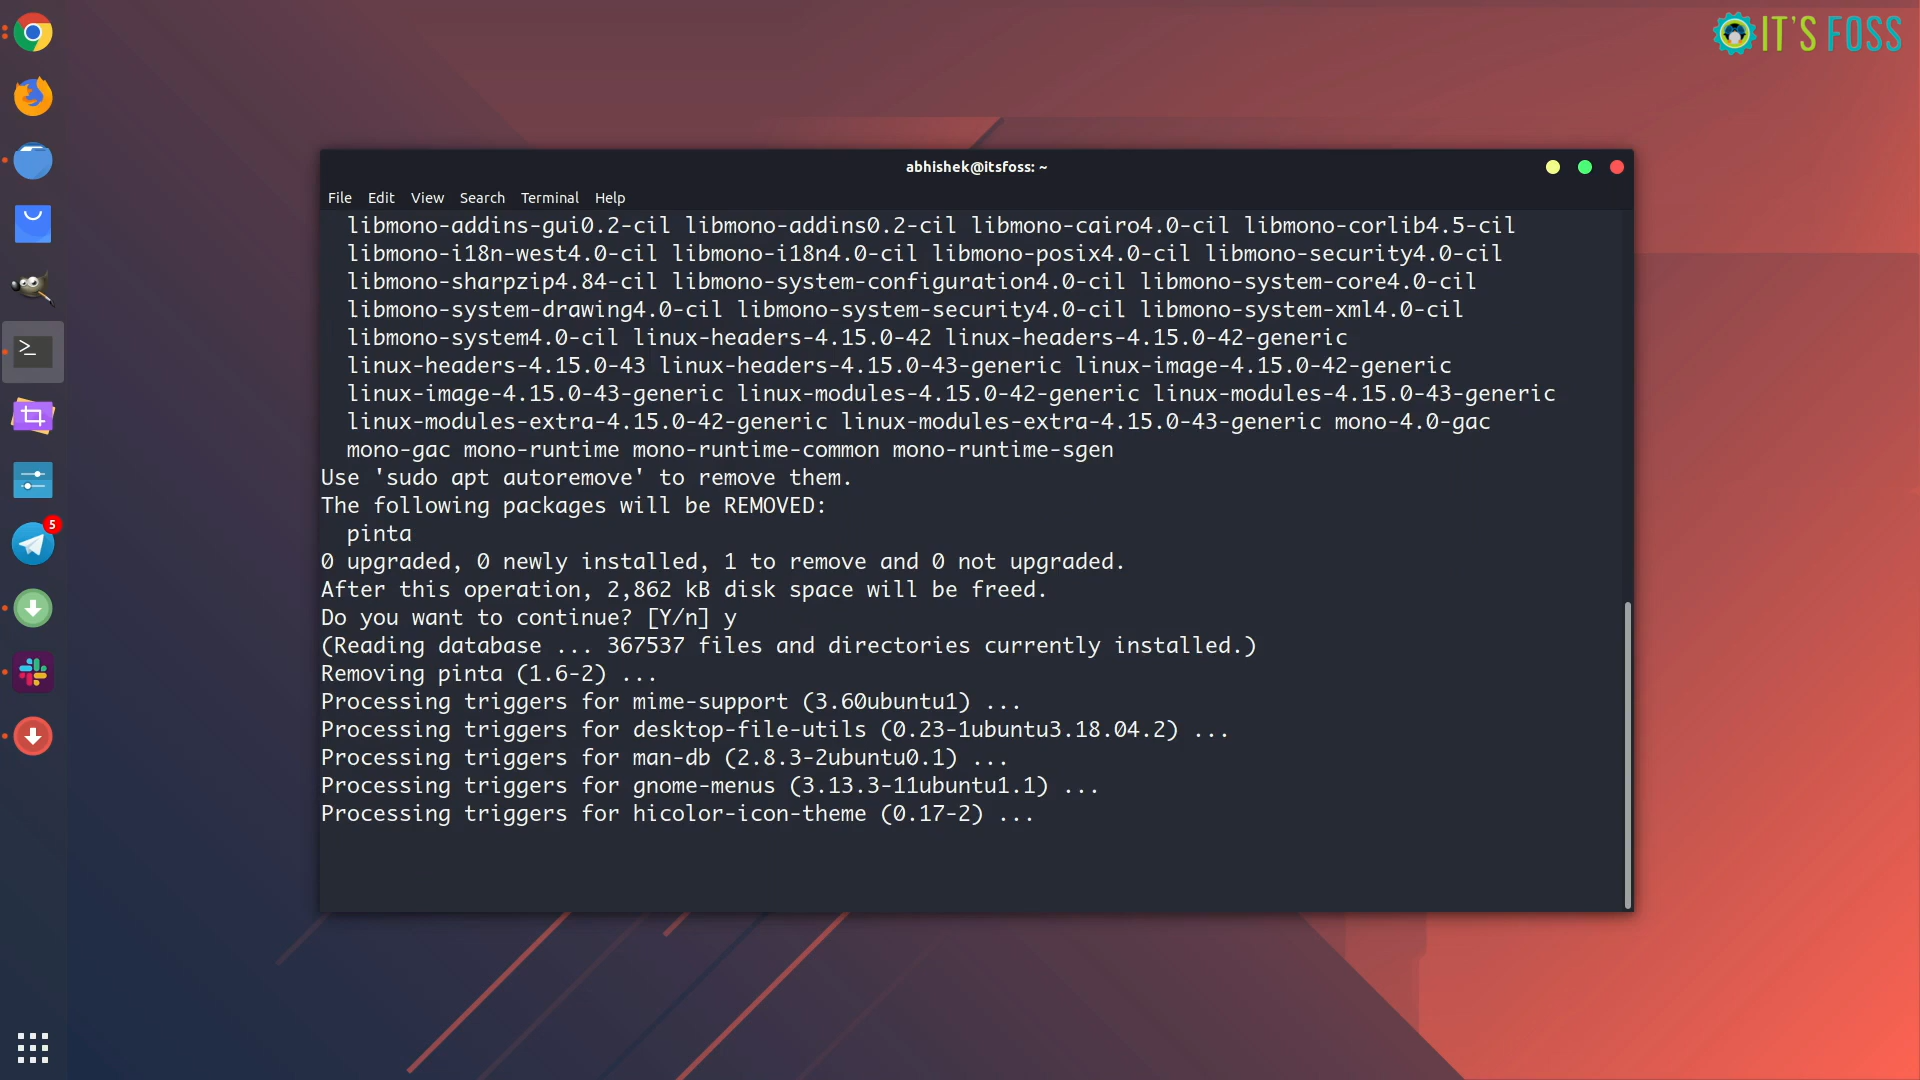 IT'S FOSS
abhishek@itsfoss: ~
File Edit View Search Terminal Help
libmono-addins-gui0.2-cil libmono-addins0.2-cil libmono-cairo4.0-cil libmono-corlib4.5-cil
libmono-i18n-west4.0-cil libmono-i18n4.0-cil libmono-posix4.0-cil libmono-security4.0-cil
libmono-sharpzip4.84-cil libmono-system-configuration4.0-cil libmono-system-core4.0-cil
libmono-system-drawing4.0-cil libmono-system-security4.0-cil libmono-system-xml4.0-cil
libmono-system4.0-cil linux-headers-4.15.0-42 linux-headers-4.15.0-42-generic
linux-headers-4.15.0-43 linux-headers-4.15.0-43-generic linux-image-4.15.0-42-generic
linux-image-4.15.0-43-generic linux-modules-4.15.0-42-generic linux-modules-4.15.0-43-generic
linux-modules-extra-4.15.0-42-generic linux-modules-extra-4.15.0-43-generic mono-4.0-gac
mono-gac mono-runtime mono-runtime-common mono-runtime-sgen
Use 'sudo apt autoremove' to remove them.
The following packages will be REMOVED:
pinta
0 upgraded, 0 newly installed, 1 to remove and 0 not upgraded.
After this operation, 2,862 kB disk space will be freed.
Do you want to continue? [Y/n] y
(Reading database ... 367537 files and directories currently installed.)
Removing pinta (1.6-2) ...
Processing triggers for mime-support (3.60ubuntu1) ...
Processing triggers for desktop-file-utils (0.23-1ubuntu3.18.04.2) ...
Processing triggers for man-db (2.8.3-2ubuntu0.1) ...
Processing triggers for gnome-menus (3.13.3-11ubuntu1.1) ...
Processing triggers for hicolor-icon-theme (0.17-2) ...
5